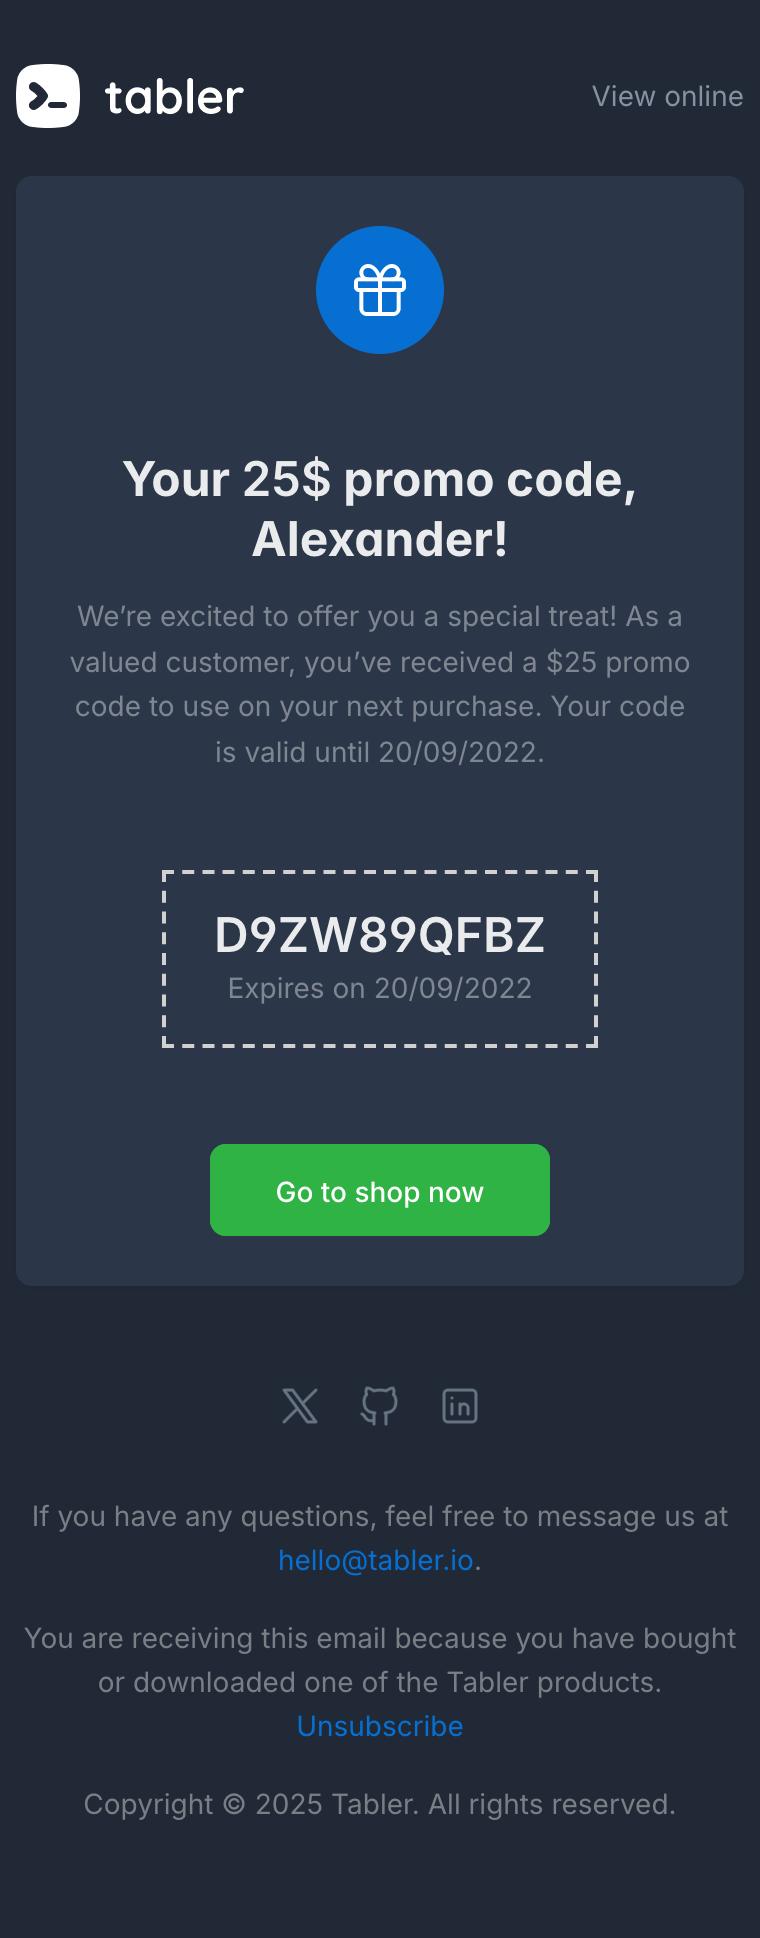 tabler
View online
Your 25$ promo code,
Alexander!
We’re excited to offer you a special treat! As a
valued customer, you’ve received a $25 promo
code to use on your next purchase. Your code
is valid until 20/09/2022.
D9ZW89QFBZ
Expires on 20/09/2022
Go to shop now
If you have any questions, feel free to message us at
hello@tabler.io.
You are receiving this email because you have bought
or downloaded one of the Tabler products.
Unsubscribe
Copyright © 2025 Tabler. All rights reserved.